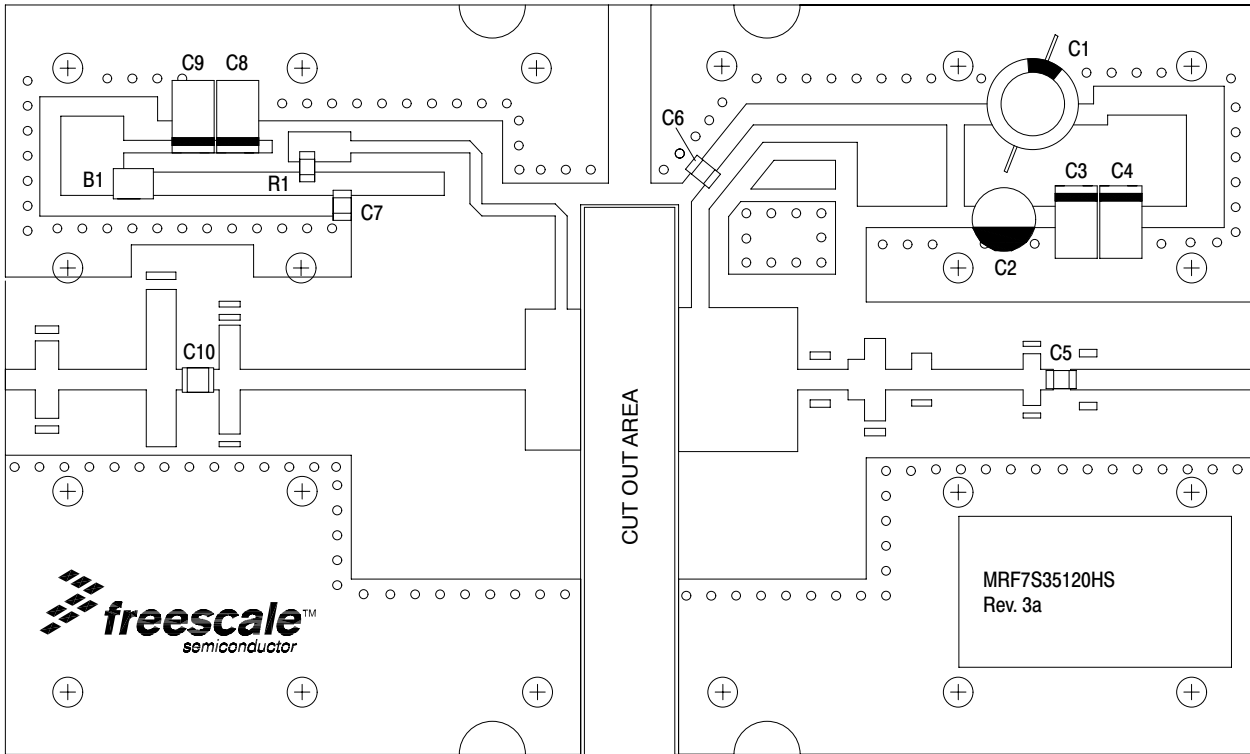 C9 C8
C1
C6
B1
R1
C7
C3 C4
C2
C10
C5
CUT OUT AREA
MRF7S35120HS
Rev. 3a
freescale™
semiconductor